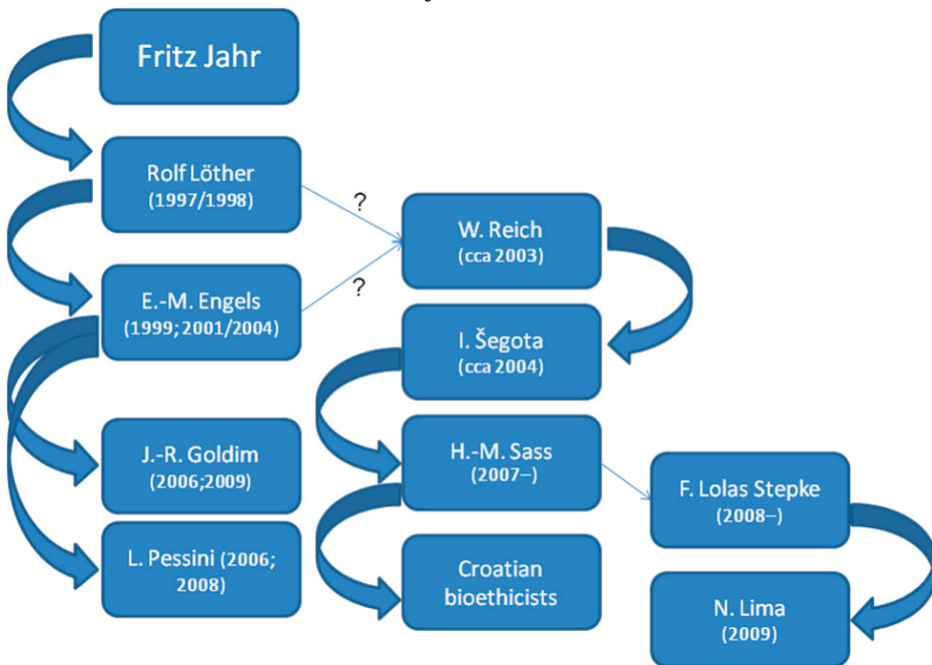 Fritz Jahr
Rolf Löther
(1997/1998)
?
W. Reich
(cca 2003)
?
E.-M. Engels
(1999; 2001/2004)
I. Šegota
(cca 2004)
J.-R. Goldim
(2006;2009)
H.-M. Sass
(2007–)
F. Lolas Stepke
(2008–)
L. Pessini (2006;
2008)
Croatian
bioethicists
N. Lima
(2009)